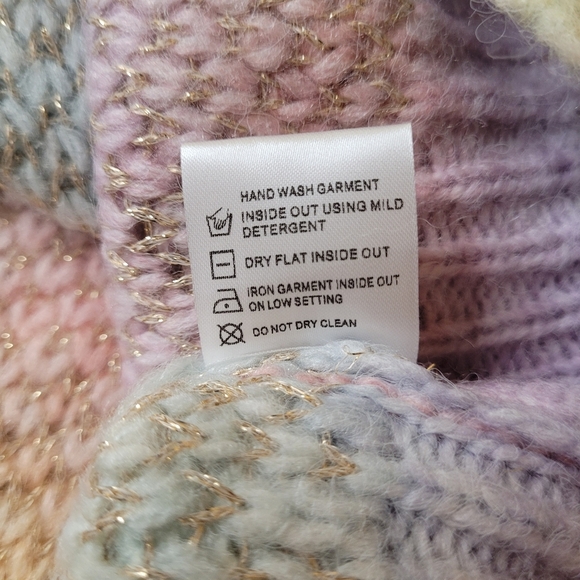 HAND WASH GARMENT
INSIDE OUT USING MILD
DETERGENT
DRY FLAT INSIDE OUT
IRON GARMENT INSIDE OUT
ON LOW SETTING
DO NOT DRY CLEAN